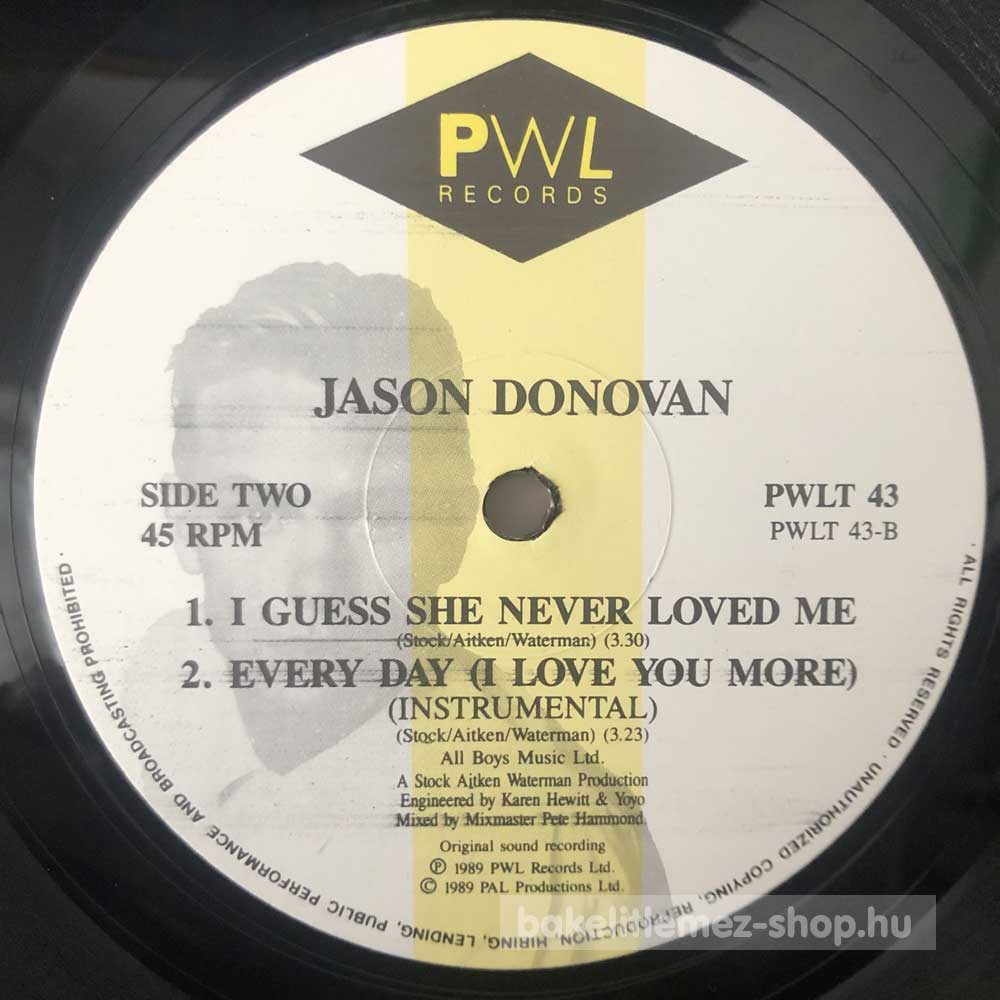 PWL
RECORDS
JASON DONOVAN
SIDE TWO
45 RPM
PWLT 43
PWLT 43-B
1. I GUESS SHE NEVER LOVED ME
(Stock/Aitken/Waterman) (3.30)
2. EVERY DAY (I LOVE YOU MORE)
(INSTRUMENTAL)
(Stock/Aitken/Waterman) (3.23)
All Boys Music Ltd.
A Stock Aitken Waterman Production
Engineered by Karen Hewitt & Yoyo
Mixed by Mixmaster Pete Hammond.
Original sound recording
Ⓟ 1989 PWL Records Ltd.
© 1989 PAL Productions Ltd.
· ALL RIGHTS RESERVED · UNAUTHORIZED COPYING, REPRODUCTION, HIRING, LENDING, PUBLIC PERFORMANCE AND BROADCASTING PROHIBITED ·
bakelitlemez-shop.hu